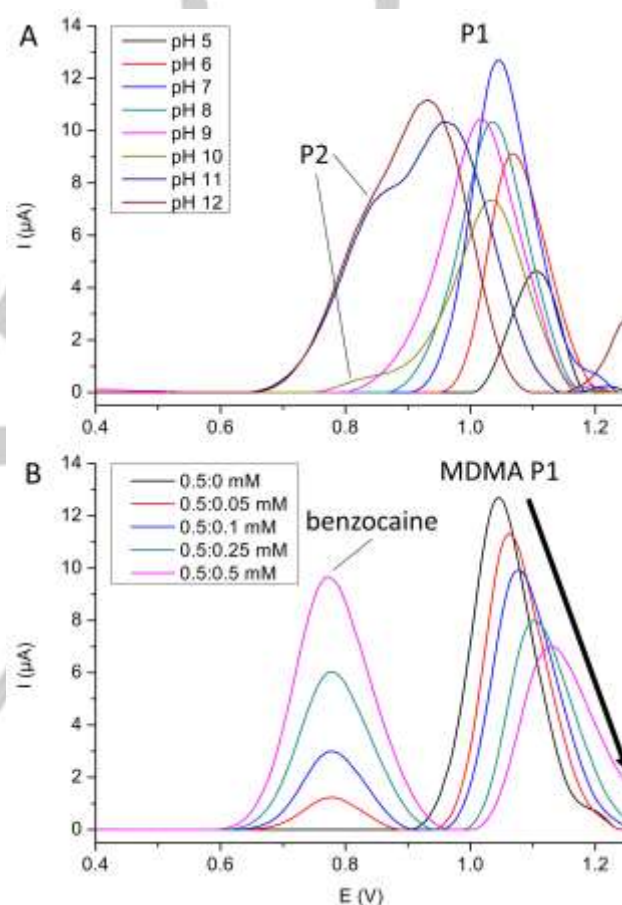 A
P1
pH 5
pH 6
pH 7
pH 8
pH 9
pH 10
pH 11
pH 12
P2
14
12
10
8
6
4
2
0
I (µA)
0.4 0.6 0.8 1.0 1.2
B
MDMA P1
0.5:0 mM
0.5:0.05 mM
0.5:0.1 mM
0.5:0.25 mM
0.5:0.5 mM
benzocaine
14
12
10
8
6
4
2
0
I (µA)
0.4 0.6 0.8 1.0 1.2
E (V)